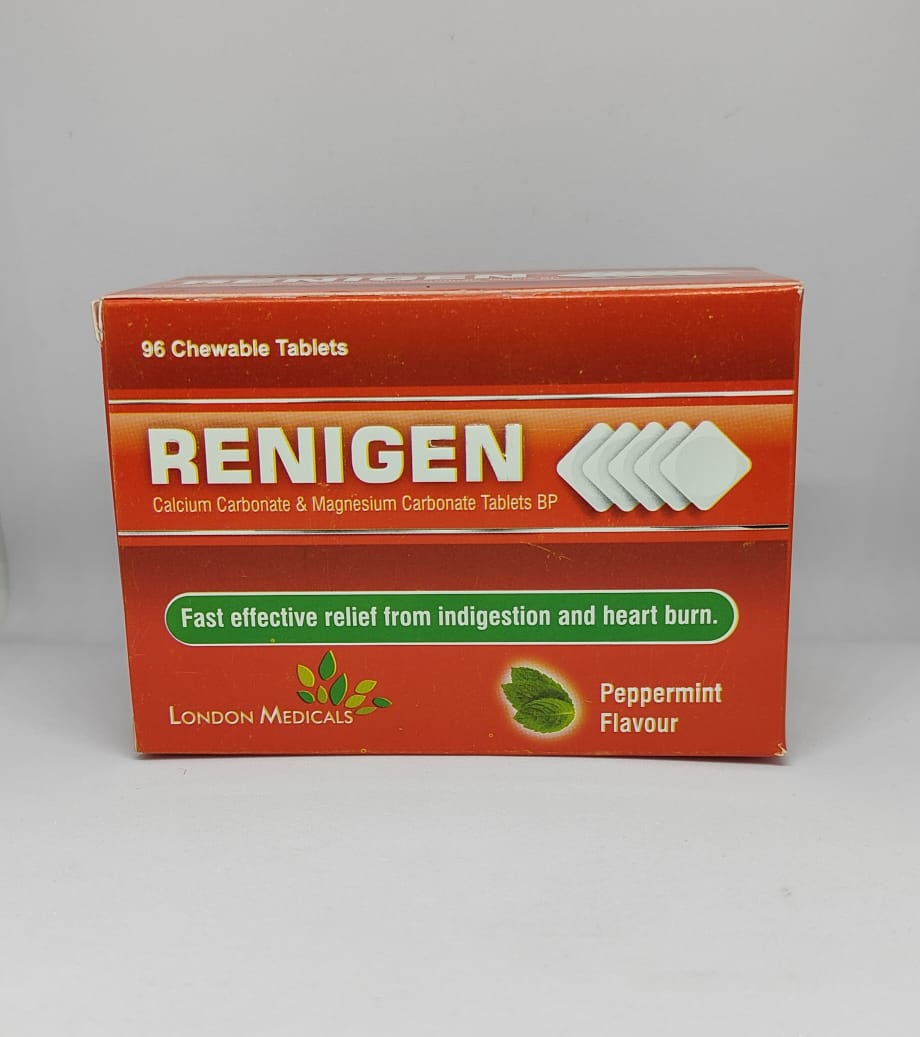 RENIGEN
96 Chewable Tablets
RENIGEN
Calcium Carbonate & Magnesium Carbonate Tablets BP
Fast effective relief from indigestion and heart burn.
LONDON MEDICALS
Peppermint
Flavour